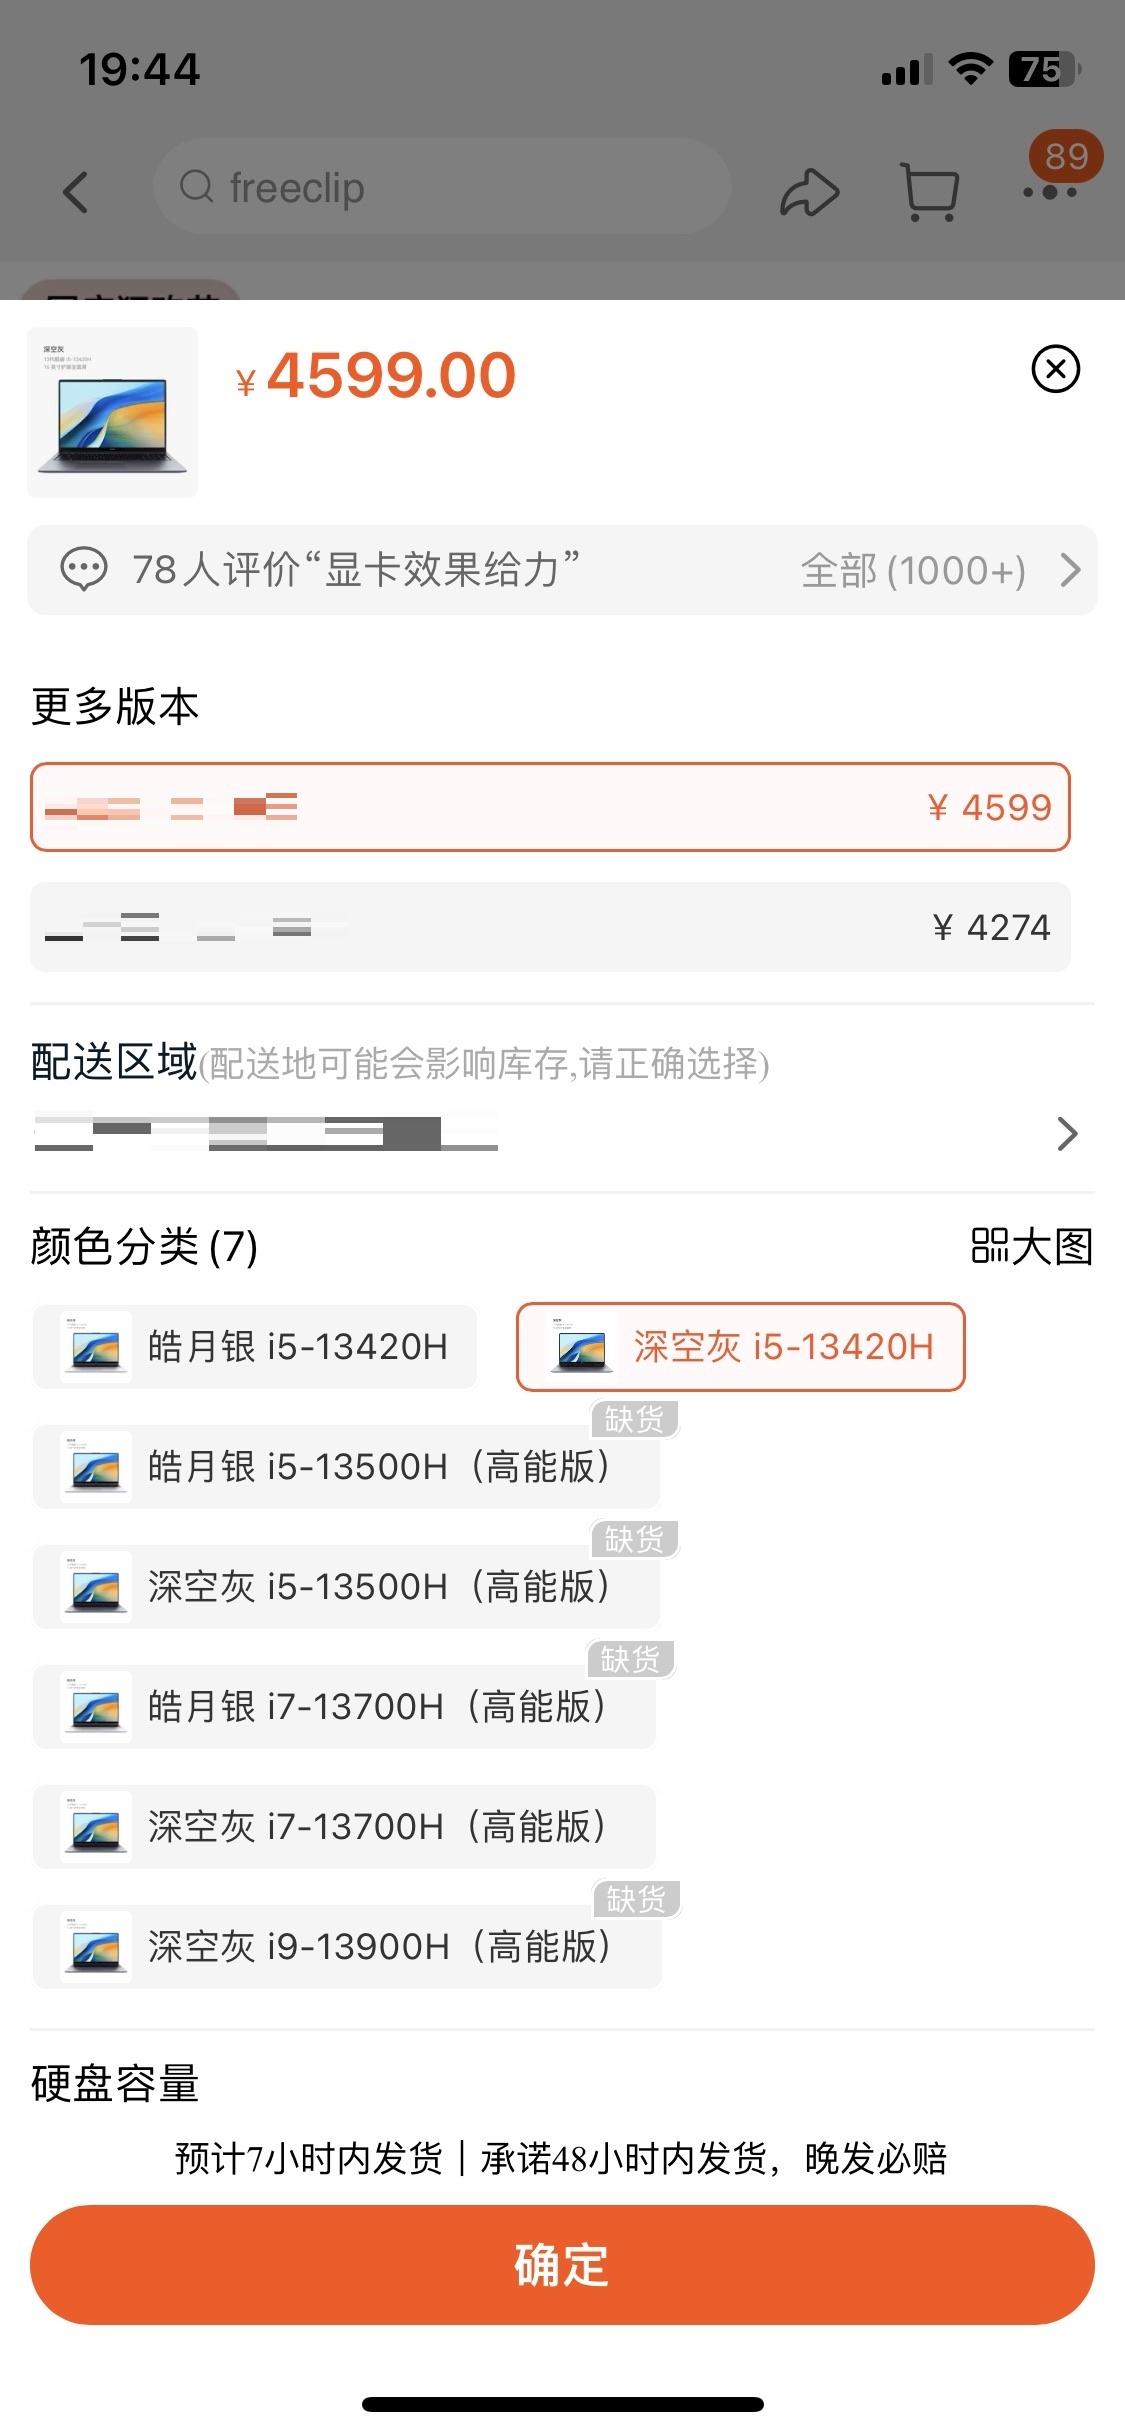 19:44
75
freeclip
89
深空灰
¥ 4599.00
78人评价“显卡效果给力”
全部(1000+)
更多版本
¥ 4599
¥ 4274
配送区域(配送地可能会影响库存,请正确选择)
颜色分类(7)
大图
皓月银 i5-13420H
深空灰 i5-13420H
缺货
皓月银 i5-13500H（高能版）
缺货
深空灰 i5-13500H（高能版）
缺货
皓月银 i7-13700H（高能版）
深空灰 i7-13700H（高能版）
缺货
深空灰 i9-13900H（高能版）
硬盘容量
预计7小时内发货｜承诺48小时内发货，晚发必赔
确定